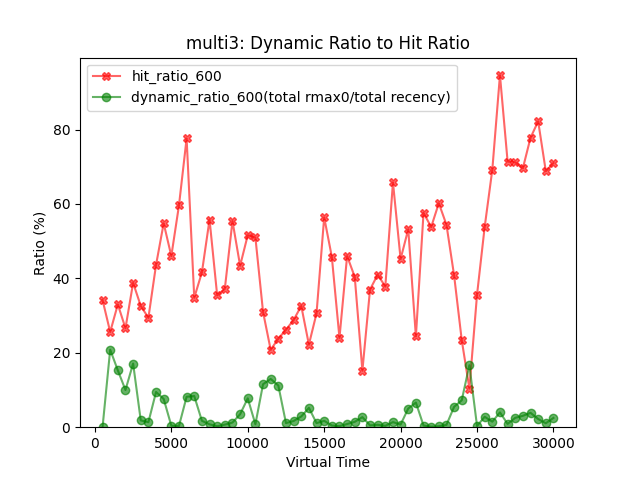 multi3: Dynamic Ratio to Hit Ratio
hit_ratio_600
dynamic_ratio_600(total rmax0/total recency)
Ratio (%)
80
60
40
20
0
0 5000 10000 15000 20000 25000 30000
Virtual Time